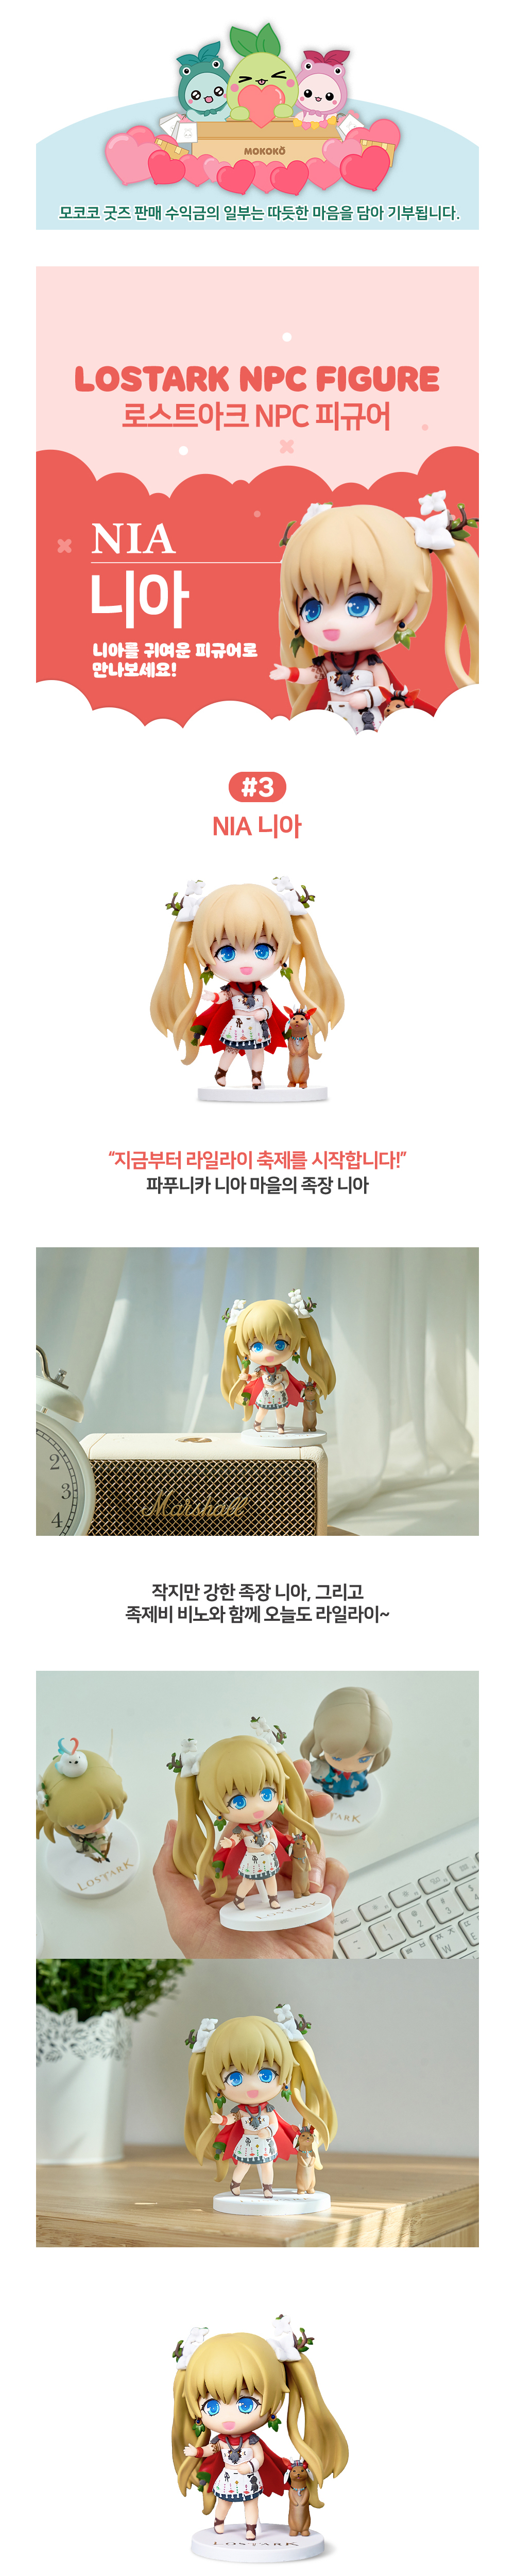 MOKOKO
모코코 굿즈 판매 수익금의 일부는 따뜻한 마음을 담아 기부됩니다.
LOSTARK NPC FIGURE
로스트아크 NPC 피규어
NIA
니아
니아를 귀여운 피규어로
만나보세요!
#3
NIA 니아
“지금부터 라일라이 축제를 시작합니다!”
파푸니카 니아 마을의 족장 니아
2
3
4
Marshall
작지만 강한 족장 니아, 그리고
족제비 비노와 함께 오늘도 라일라이~
LOSTARK
LOSTARK
LOSTARK